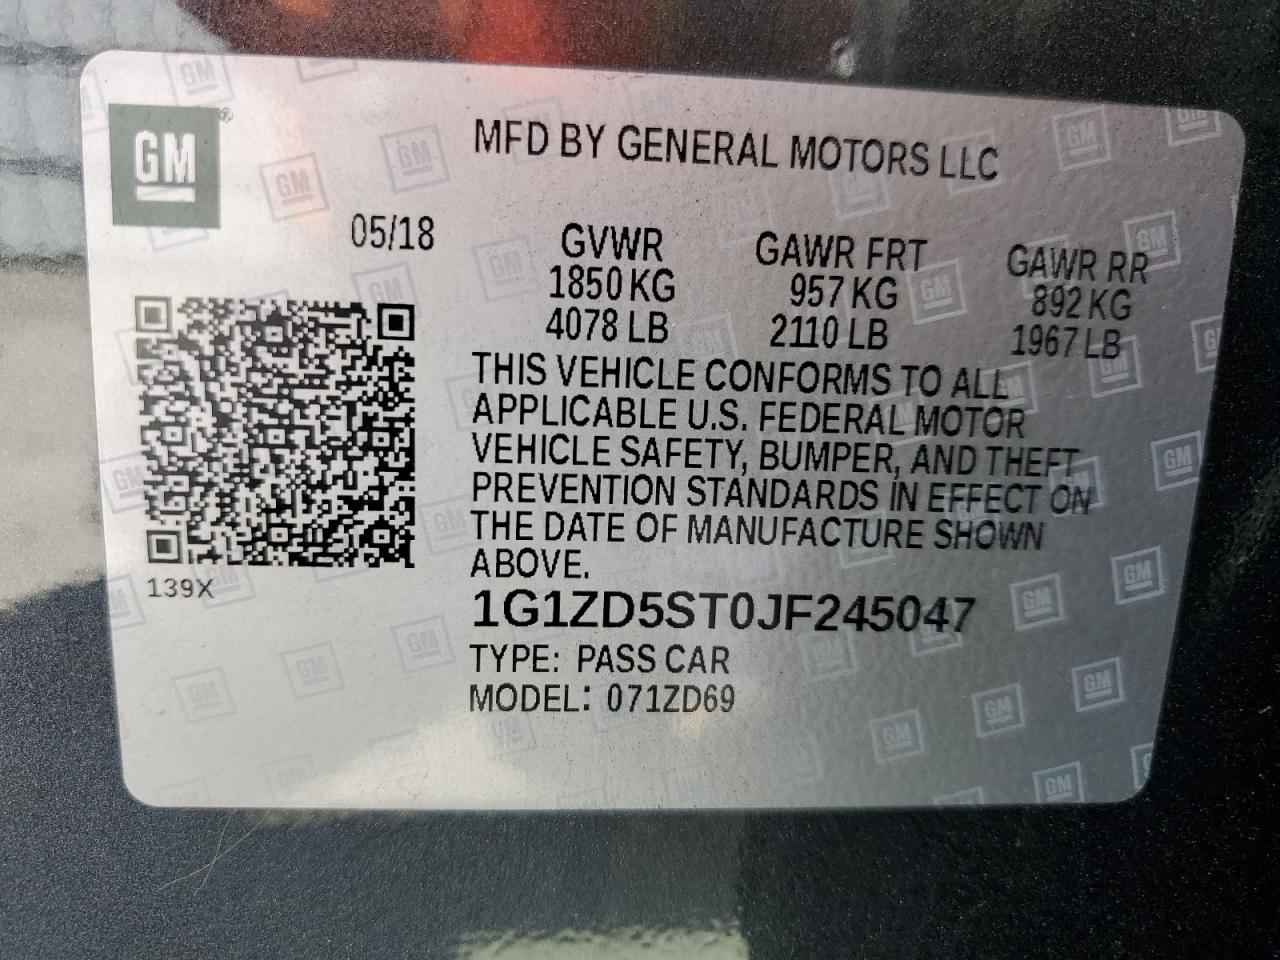 GM ®
MFD BY GENERAL MOTORS LLC
05/18
GVWR GAWR FRT GAWR RR
1850 KG 957 KG 892 KG
4078 LB 2110 LB 1967 LB
THIS VEHICLE CONFORMS TO ALL
APPLICABLE U.S. FEDERAL MOTOR
VEHICLE SAFETY, BUMPER, AND THEFT
PREVENTION STANDARDS IN EFFECT ON
THE DATE OF MANUFACTURE SHOWN
ABOVE.
139X
1G1ZD5ST0JF245047
TYPE: PASS CAR
MODEL: 071ZD69